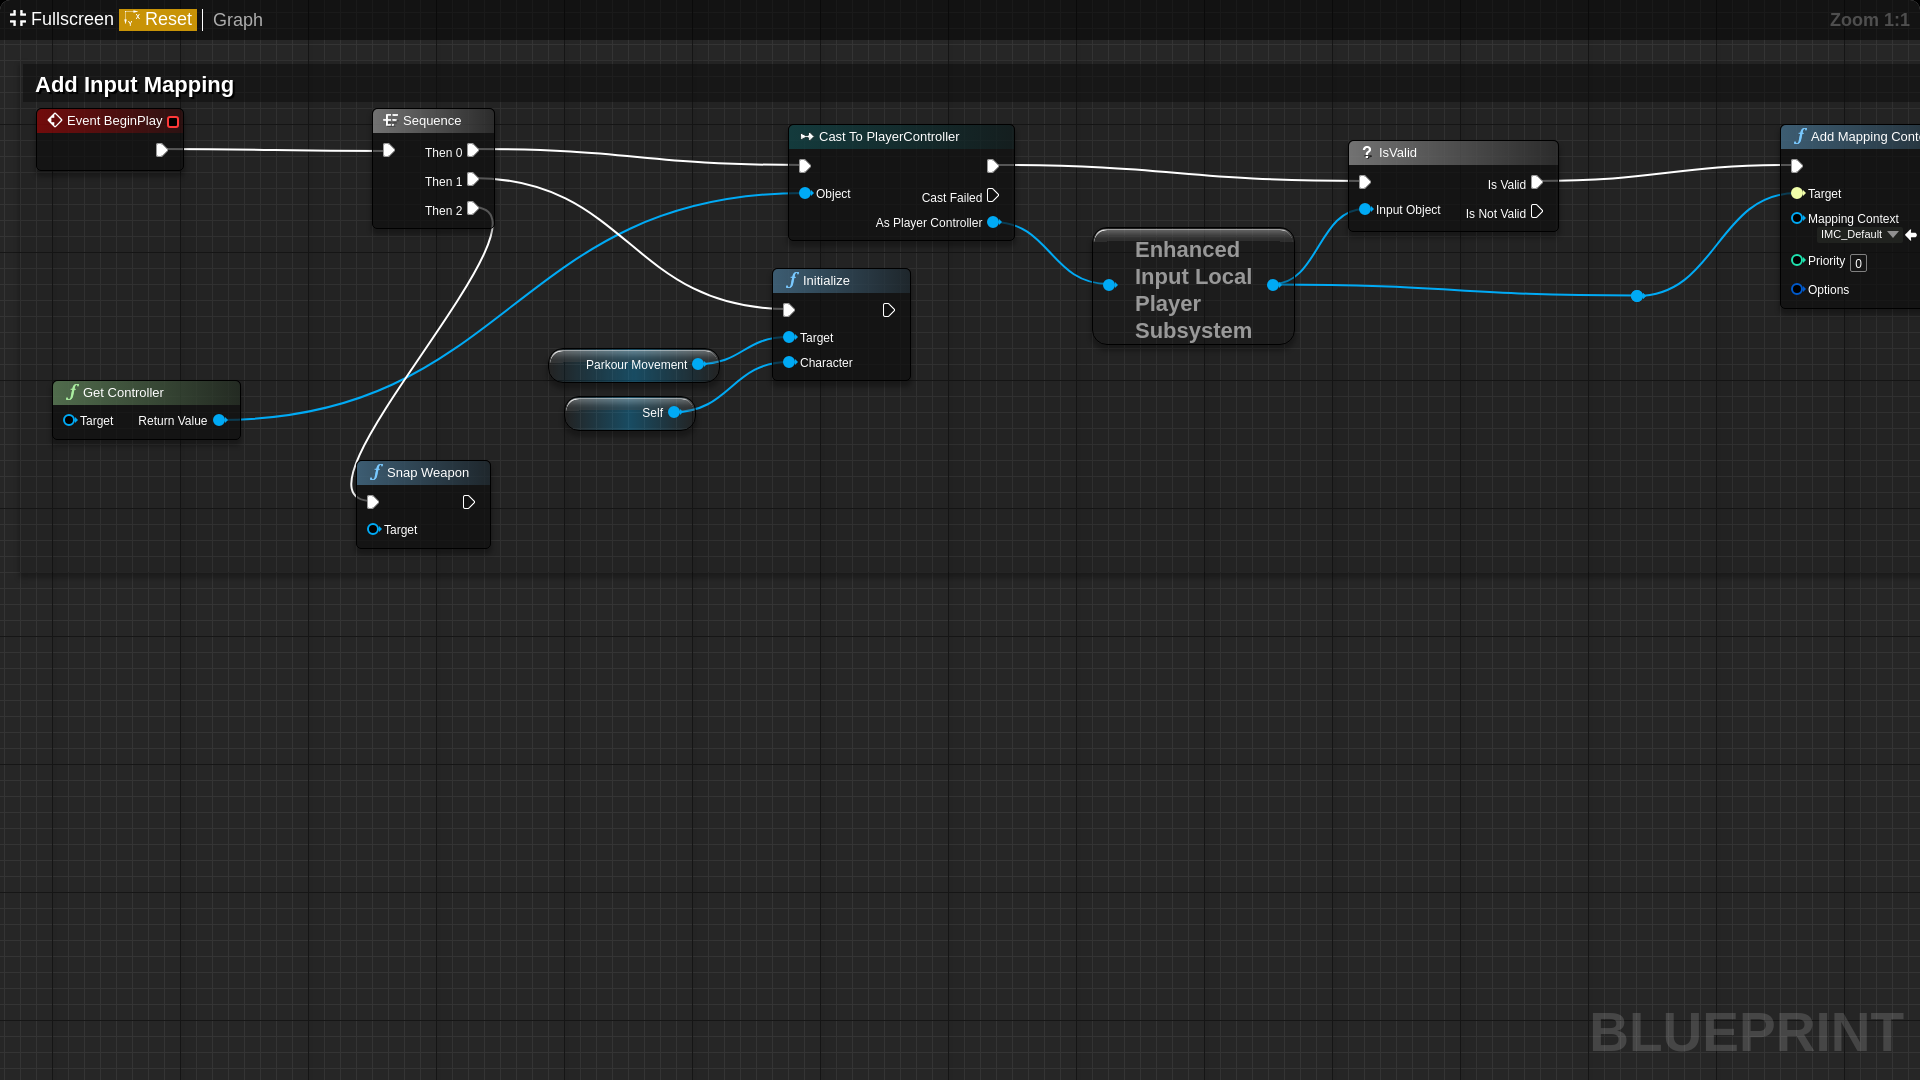 Fullscreen Reset Graph
Zoom 1:1
Add Input Mapping
Event BeginPlay
Sequence
Then 0
Then 1
Then 2
Cast To PlayerController
Object
Cast Failed
As Player Controller
? IsValid
Is Valid
Input Object
Is Not Valid
f Add Mapping Conte
Target
Mapping Context
IMC_Default
Priority 0
Options
Enhanced
Input Local
Player
Subsystem
f Initialize
Target
Character
Parkour Movement
Self
f Get Controller
Target Return Value
f Snap Weapon
Target
BLUEPRINT